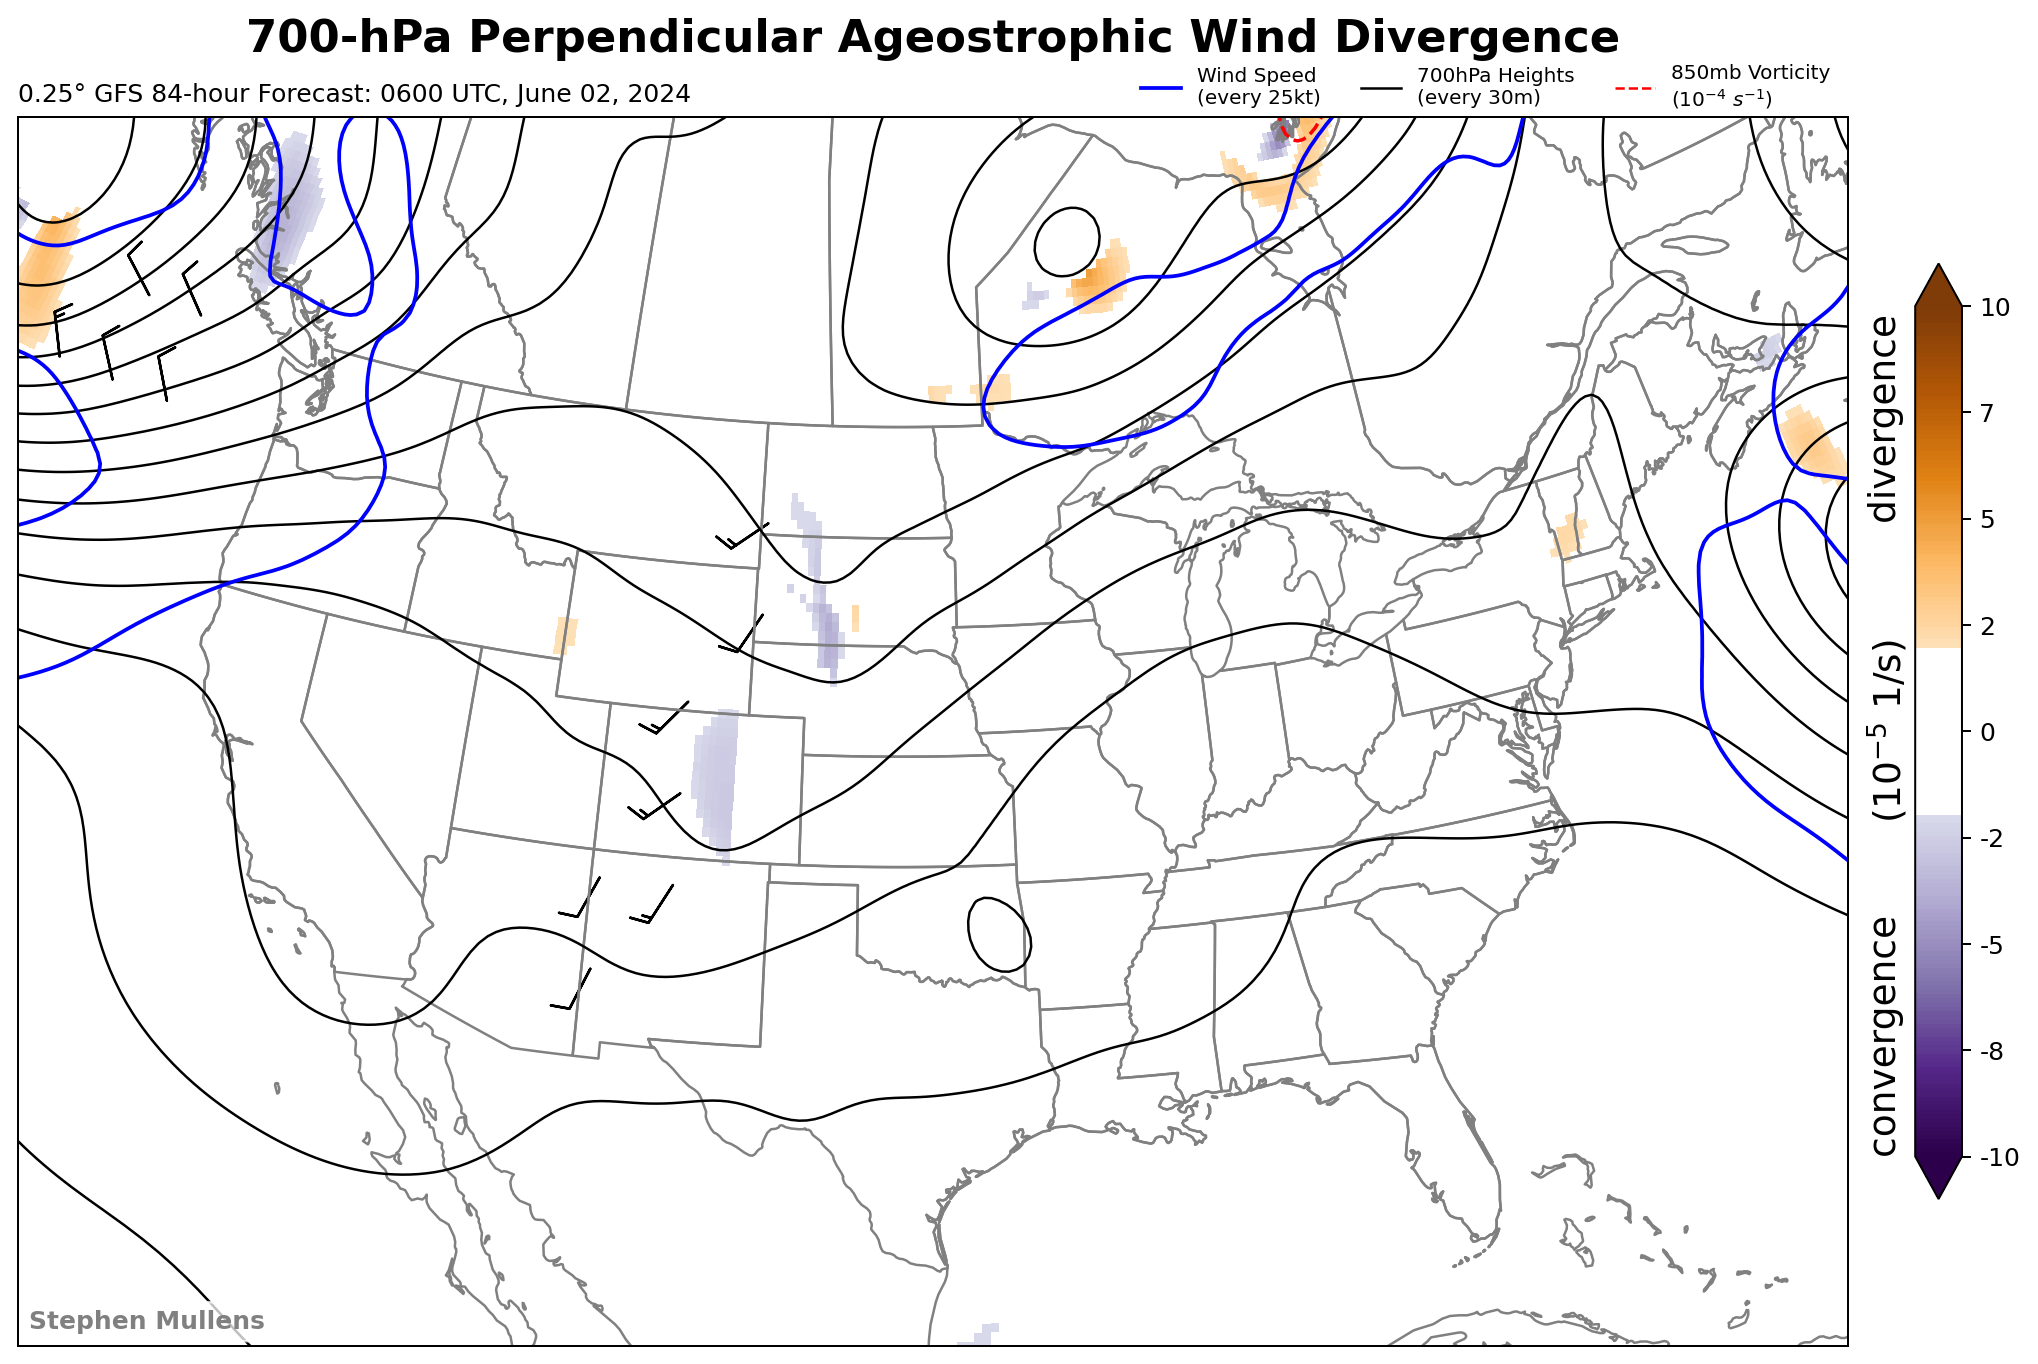 700-hPa Perpendicular Ageostrophic Wind Divergence
0.25° GFS 84-hour Forecast: 0600 UTC, June 02, 2024
Wind Speed
(every 25kt)
700hPa Heights
(every 30m)
850mb Vorticity
(10⁻⁴ s⁻¹)
10
7
5
2
0
-2
-5
-8
-10
convergence (10⁻⁵ 1/s) divergence
Stephen Mullens